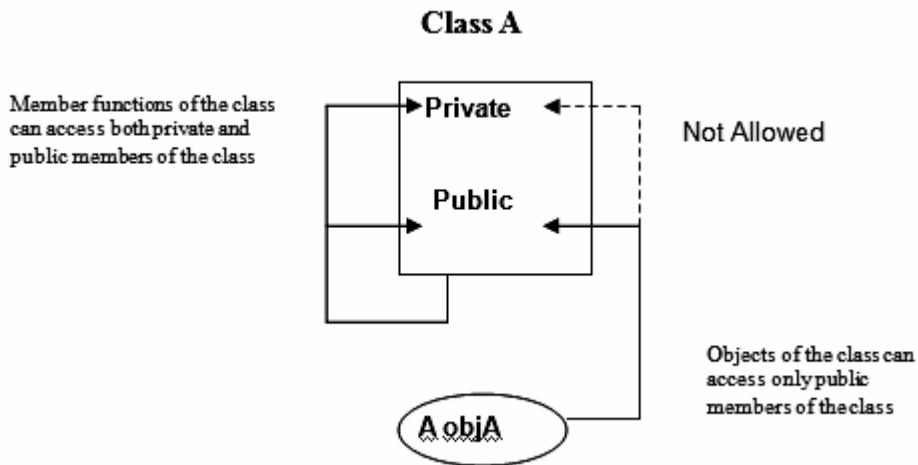 Class A
Member functions of the class
can access both private and
public members of the class
Private
Not Allowed
Public
Objects of the class can
access only public
members of the class
A objA